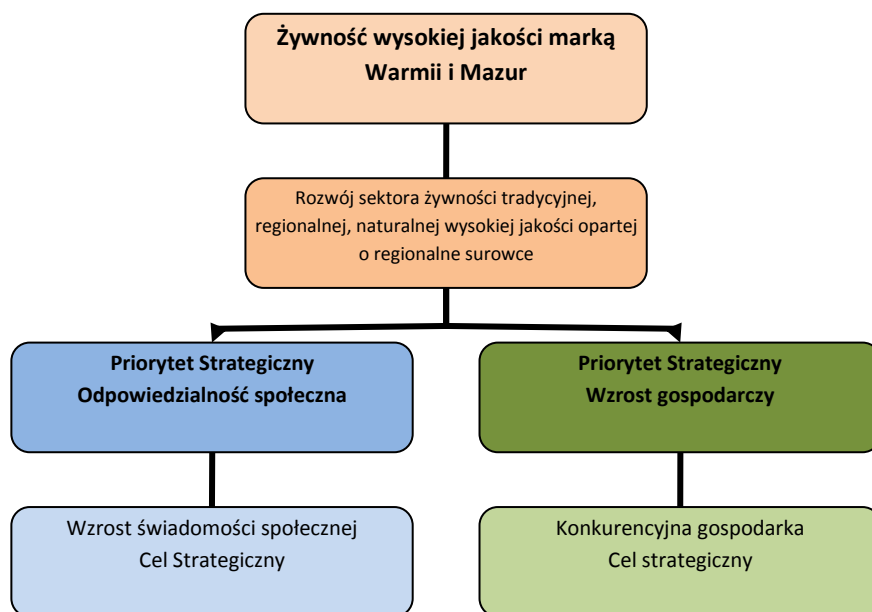 Żywność wysokiej jakości marką
Warmii i Mazur
Rozwój sektora żywności tradycyjnej,
regionalnej, naturalnej wysokiej jakości opartej
o regionalne surowce
Priorytet Strategiczny
Odpowiedzialność społeczna
Priorytet Strategiczny
Wzrost gospodarczy
Wzrost świadomości społecznej
Cel Strategiczny
Konkurencyjna gospodarka
Cel strategiczny